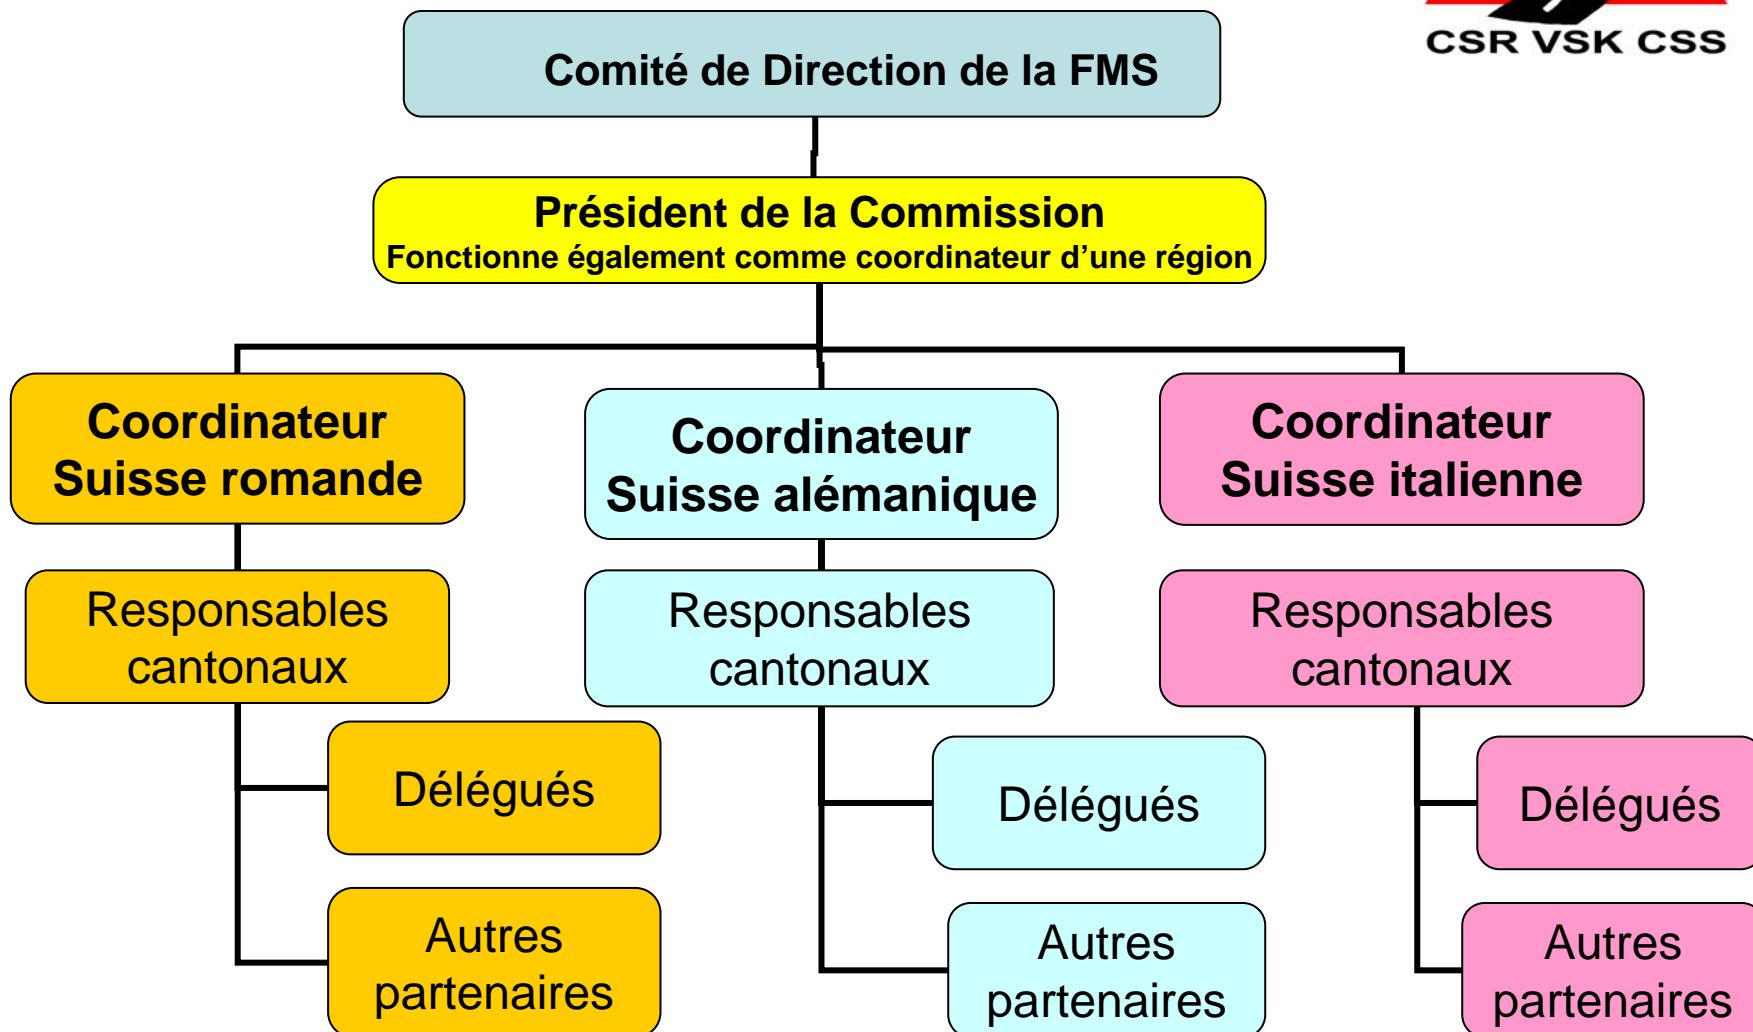 CSR VSK CSS
Comité de Direction de la FMS
Président de la Commission
Fonctionne également comme coordinateur d’une région
Coordinateur
Suisse romande
Coordinateur
Suisse alémanique
Coordinateur
Suisse italienne
Responsables
cantonaux
Responsables
cantonaux
Responsables
cantonaux
Délégués
Délégués
Délégués
Autres
partenaires
Autres
partenaires
Autres
partenaires